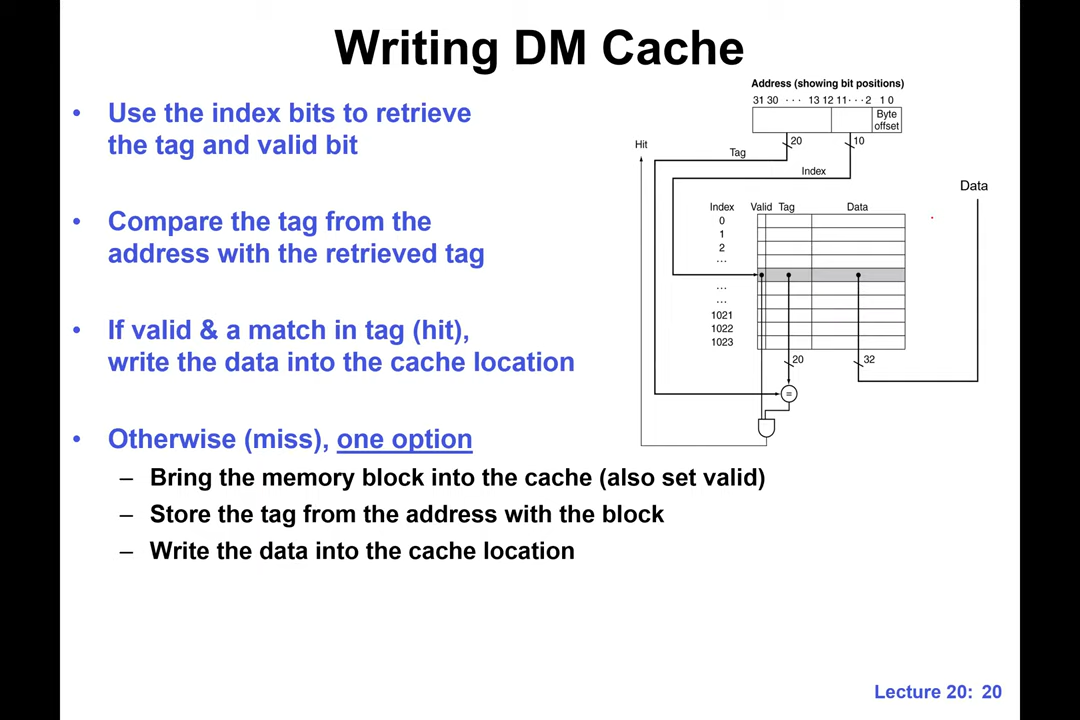 Writing DM Cache
• Use the index bits to retrieve
the tag and valid bit
• Compare the tag from the
address with the retrieved tag
• If valid & a match in tag (hit),
write the data into the cache location
• Otherwise (miss), one option
– Bring the memory block into the cache (also set valid)
– Store the tag from the address with the block
– Write the data into the cache location
Address (showing bit positions)
31 30 ··· 13 12 11 ··· 2 1 0
Byte
offset
20
10
Hit
Tag
Index
Data
Index Valid Tag Data
0
1
2
...
...
...
1021
1022
1023
20
32
=
Lecture 20: 20